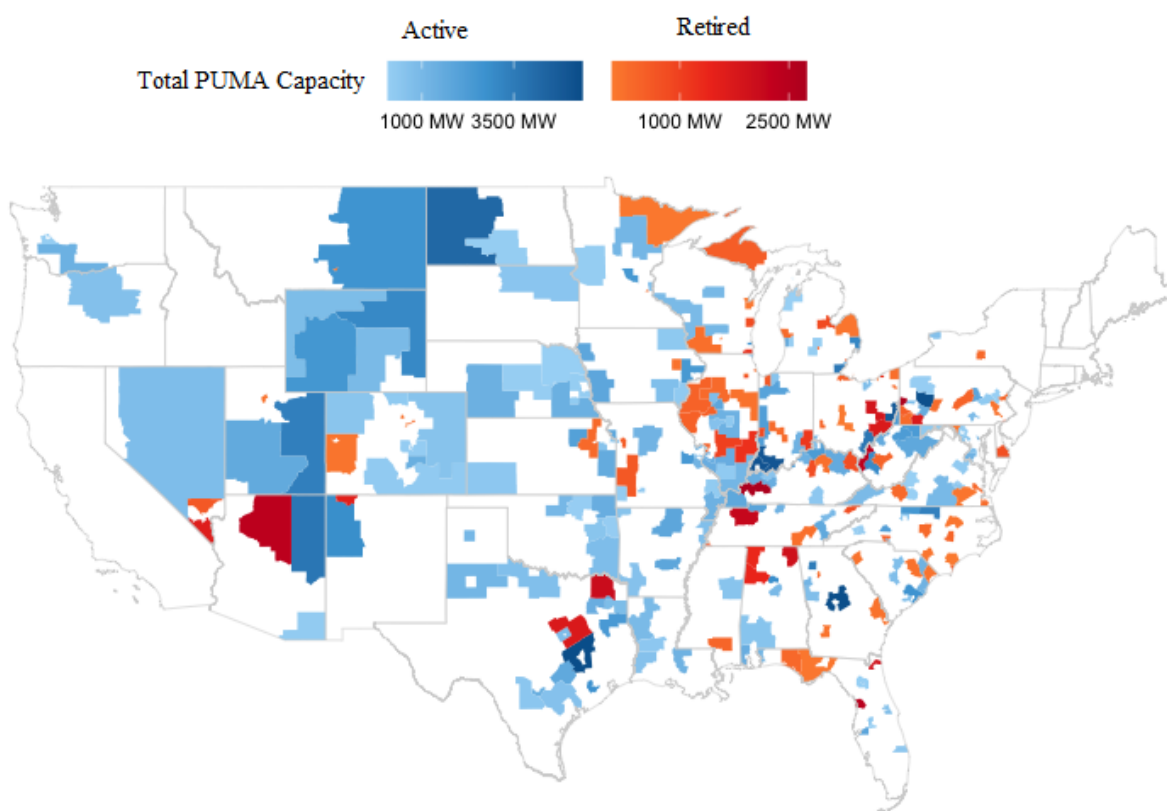 Active Retired
Total PUMA Capacity
1000 MW 3500 MW 1000 MW 2500 MW